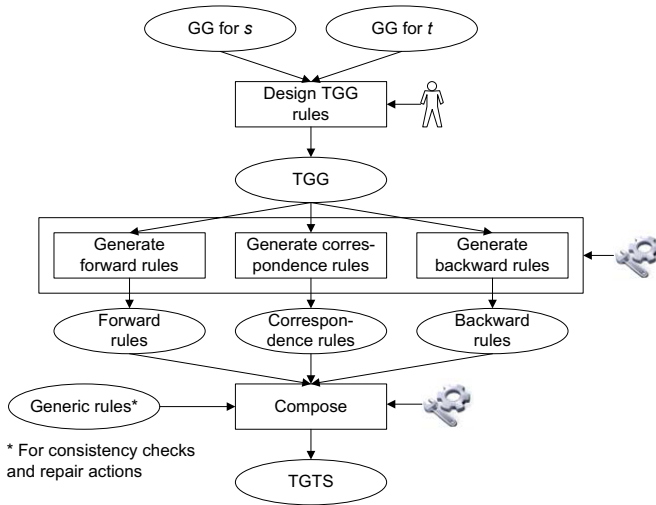 GG for s
GG for t
Design TGG
rules
TGG
Generate
forward rules
Generate corres-
pondence rules
Generate
backward rules
Forward
rules
Correspon-
dence rules
Backward
rules
Generic rules*
Compose
* For consistency checks
and repair actions
TGTS